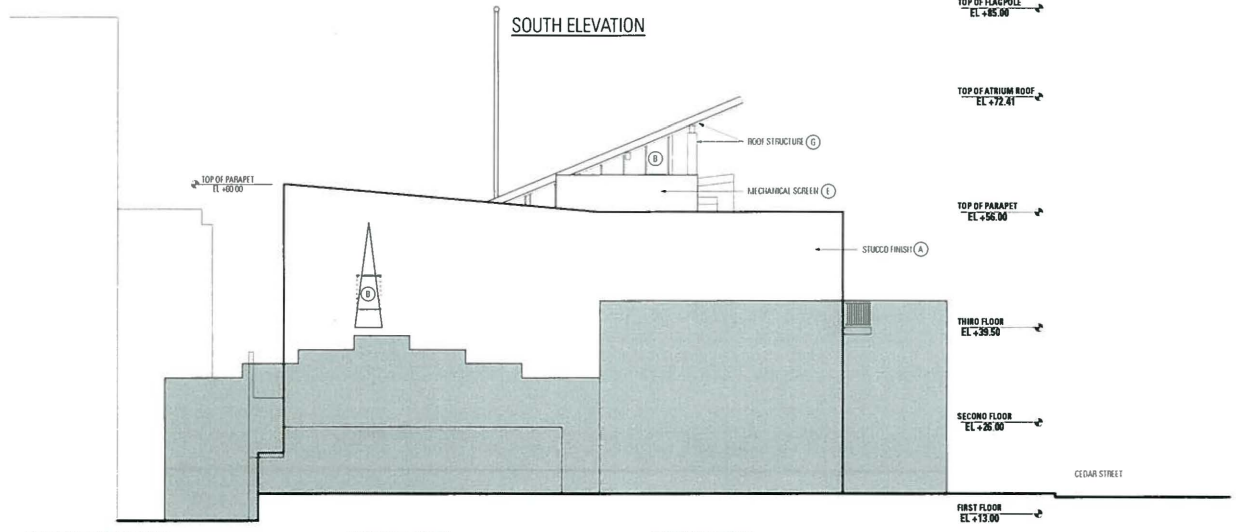 TOP OF FLAGPOLE
EL +85.00
SOUTH ELEVATION
TOP OF ATRIUM ROOF
EL +72.41
ROOF STRUCTURE G
B
TOP OF PARAPET
EL +60.00
MECHANICAL SCREEN E
TOP OF PARAPET
EL +56.00
STUCCO FINISH A
B
THIRD FLOOR
EL +39.50
SECOND FLOOR
EL +26.00
CEDAR STREET
FIRST FLOOR
EL +13.00